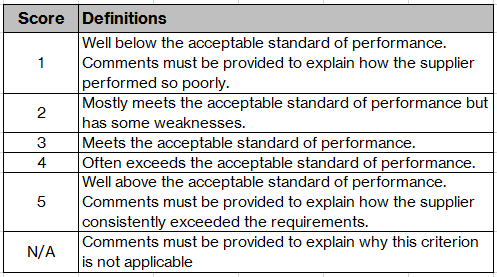 Score Definitions
1 Well below the acceptable standard of performance.
Comments must be provided to explain how the supplier
performed so poorly.
2 Mostly meets the acceptable standard of performance but
has some weaknesses.
3 Meets the acceptable standard of performance.
4 Often exceeds the acceptable standard of performance.
5 Well above the acceptable standard of performance.
Comments must be provided to explain how the supplier
consistently exceeded the requirements.
N/A Comments must be provided to explain why this criterion
is not applicable